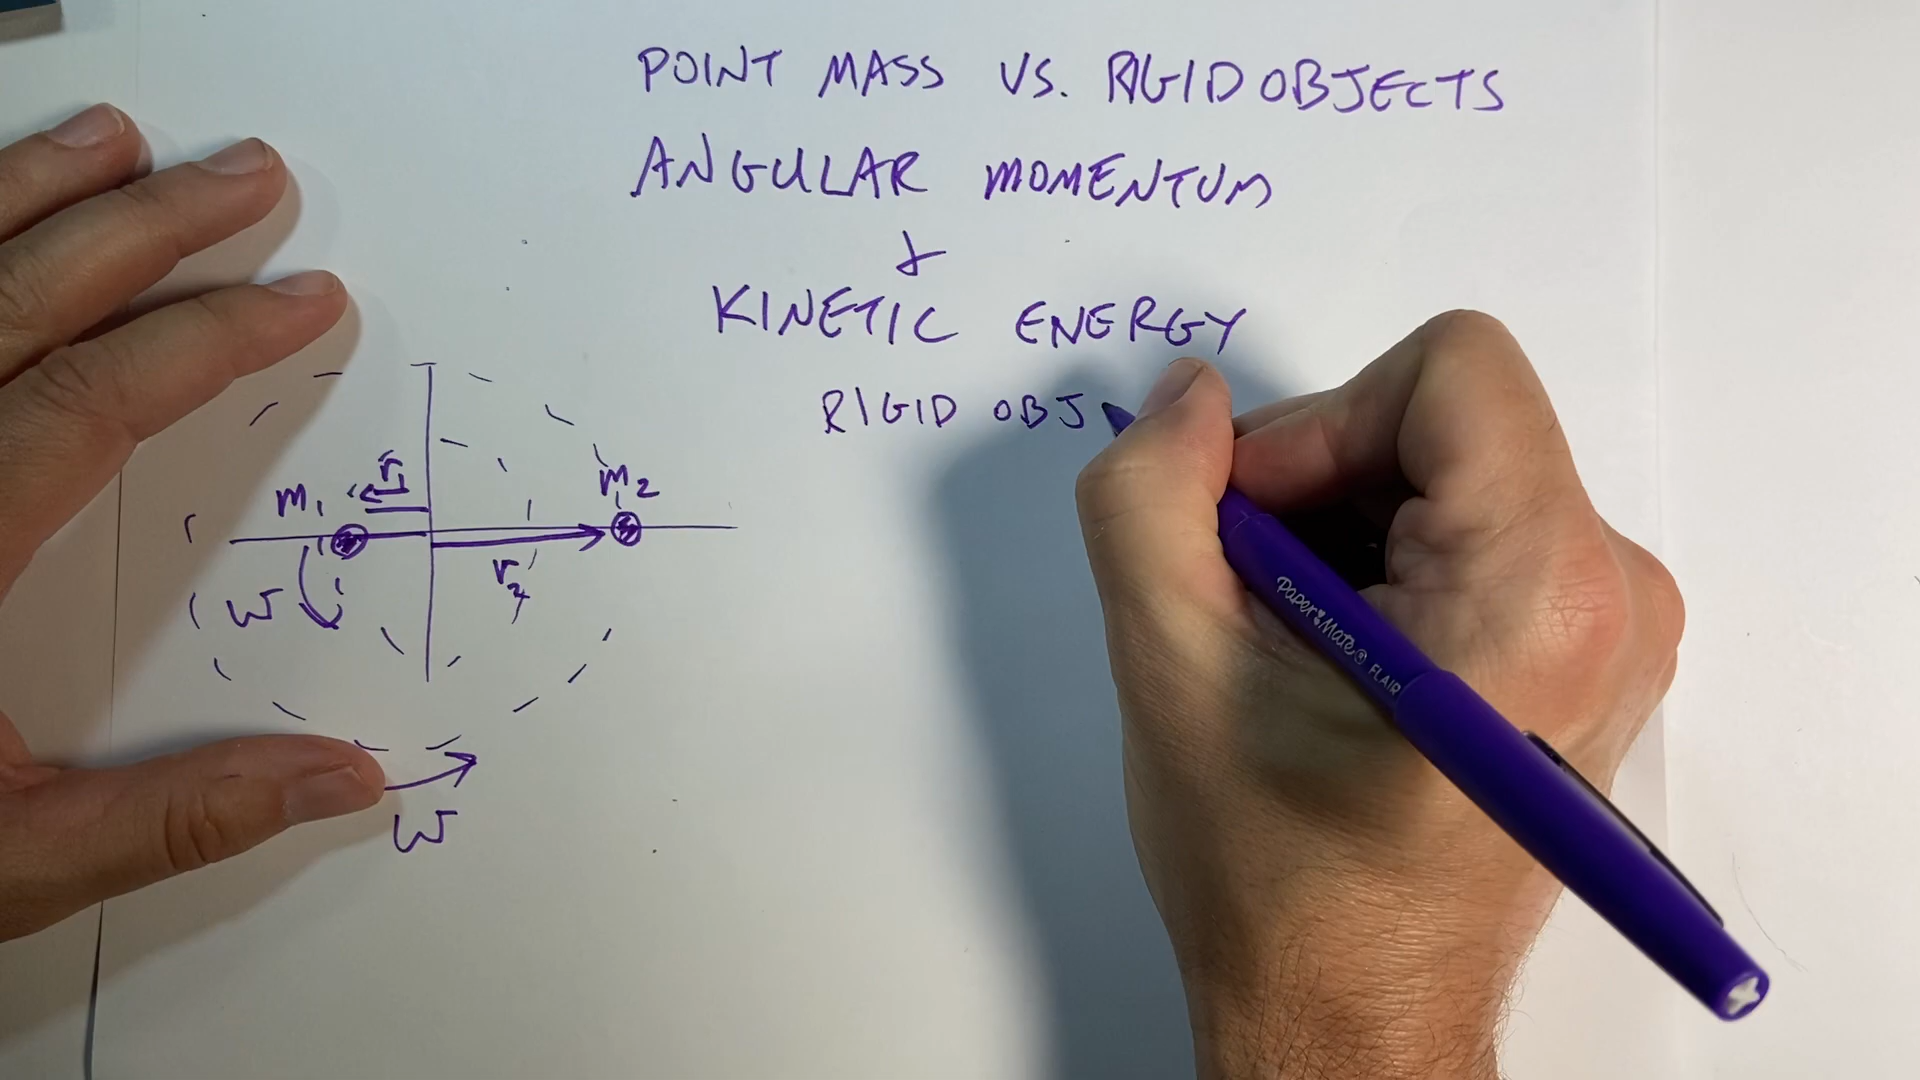 POINT MASS VS. RIGID OBJECTS
ANGULAR MOMENTUM
&
KINETIC ENERGY
RIGID OBJ
r1
m1
m2
r2
w
w
Paper Mate FLAIR